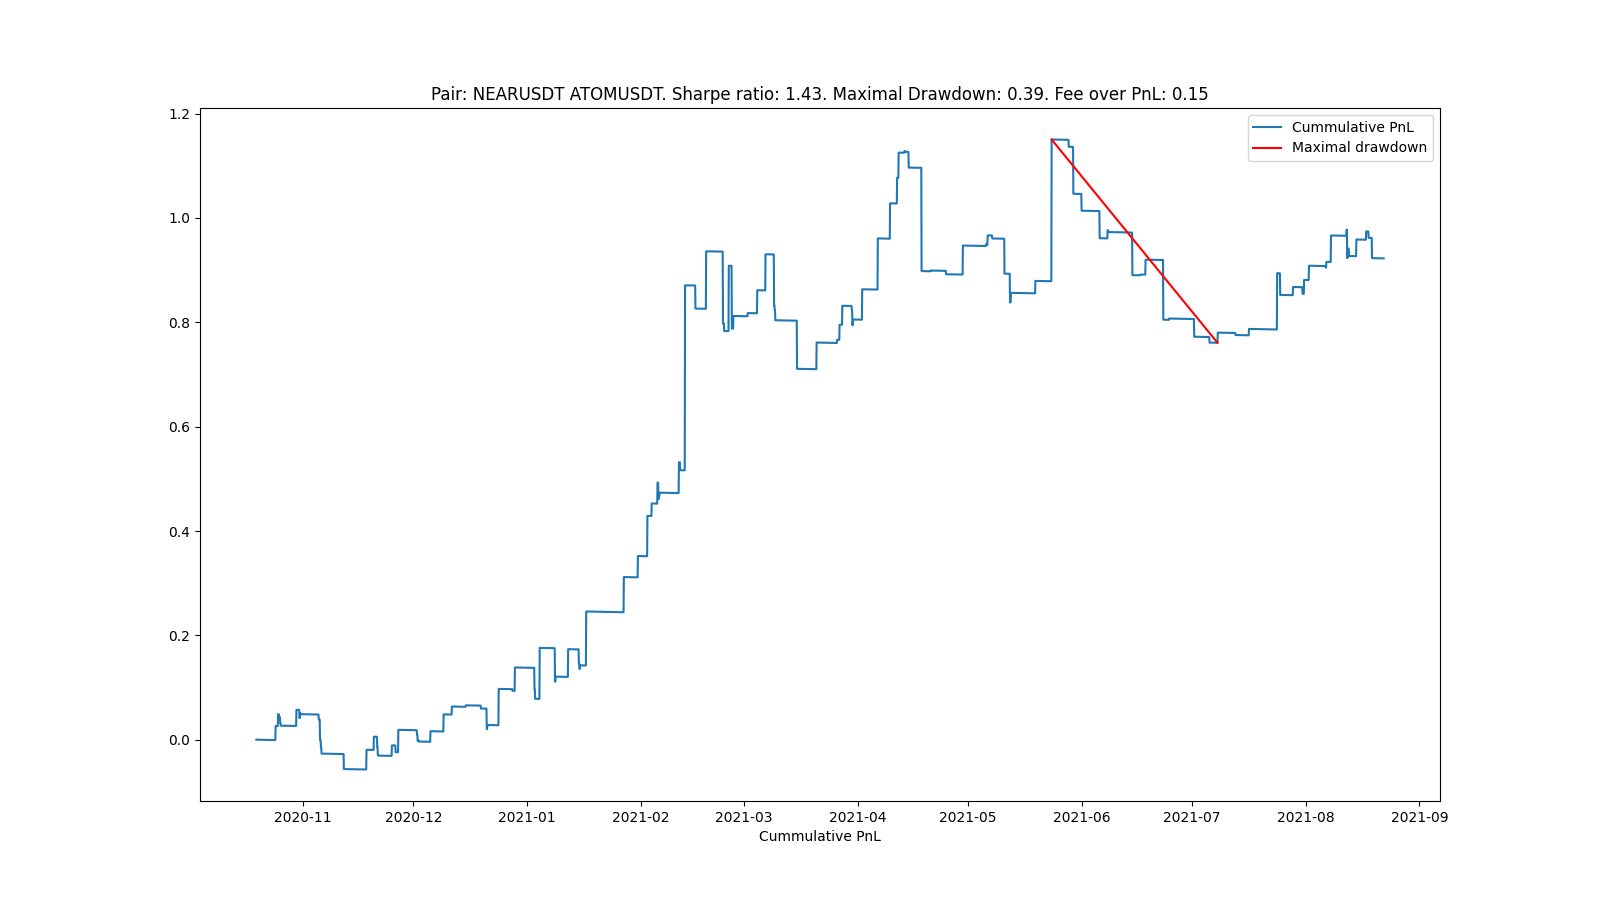 Pair: NEARUSDT ATOMUSDT. Sharpe ratio: 1.43. Maximal Drawdown: 0.39. Fee over PnL: 0.15
Cummulative PnL
Maximal drawdown
1.2
1.0
0.8
0.6
0.4
0.2
0.0
2020-11 2020-12 2021-01 2021-02 2021-03 2021-04 2021-05 2021-06 2021-07 2021-08 2021-09
Cummulative PnL